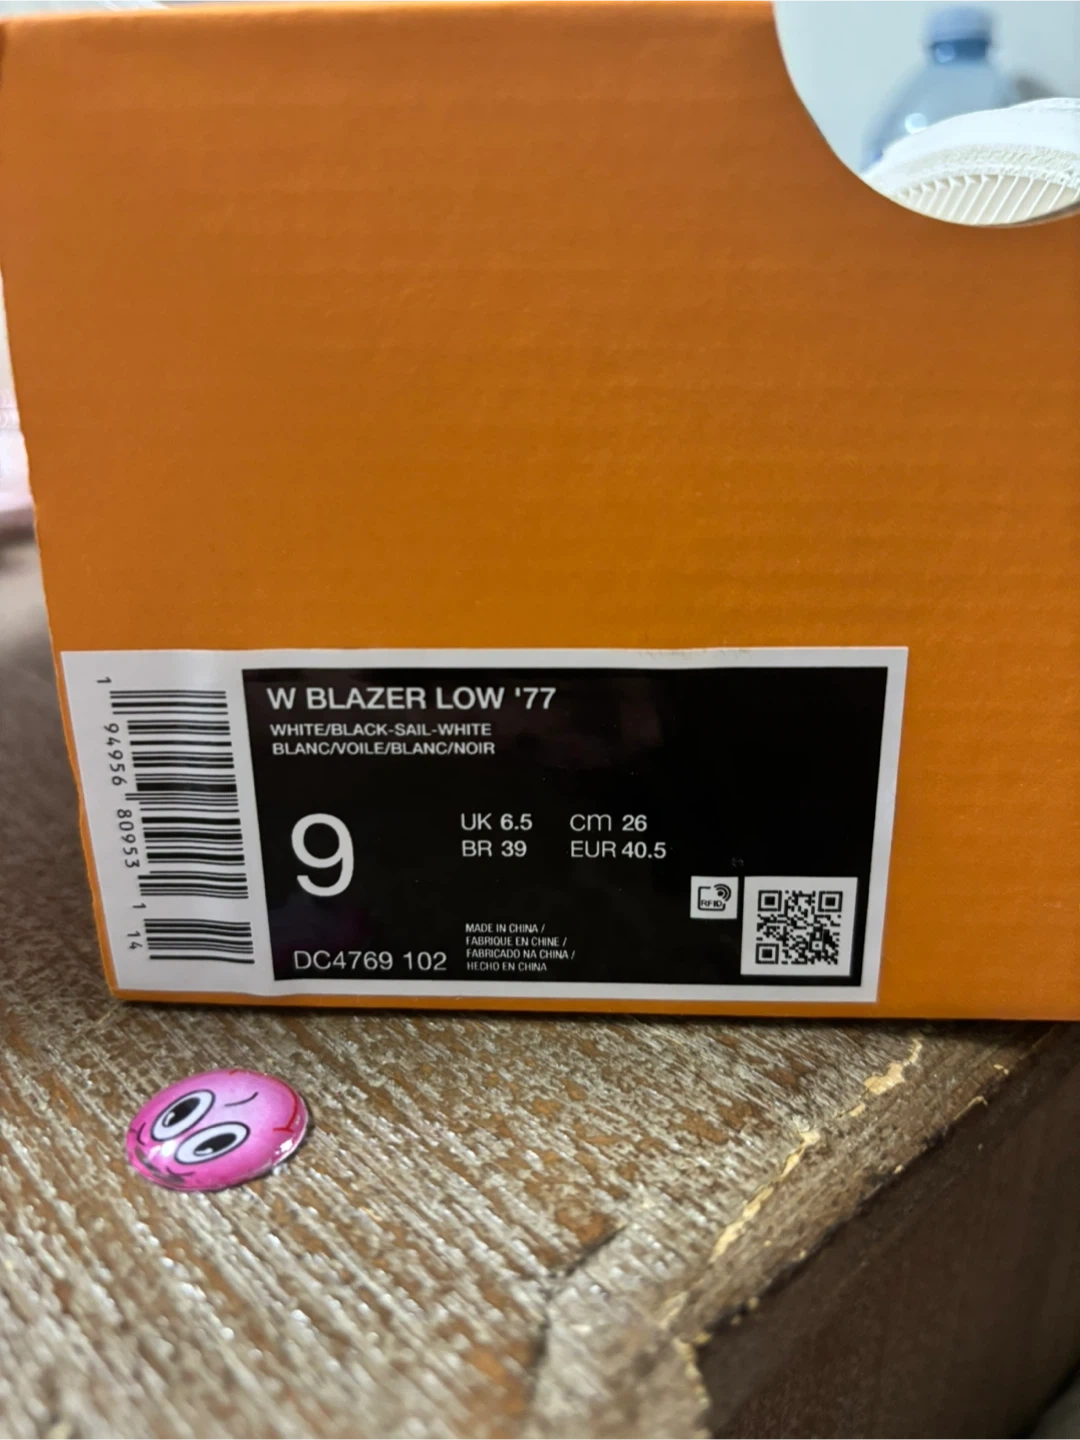 W BLAZER LOW '77
WHITE/BLACK-SAIL-WHITE
BLANC/VOILE/BLANC/NOIR
9
UK 6.5 cm 26
BR 39 EUR 40.5
RFID
MADE IN CHINA /
FABRIQUE EN CHINE /
FABRICADO NA CHINA /
HECHO EN CHINA
DC4769 102
1 94956 80953 1 14